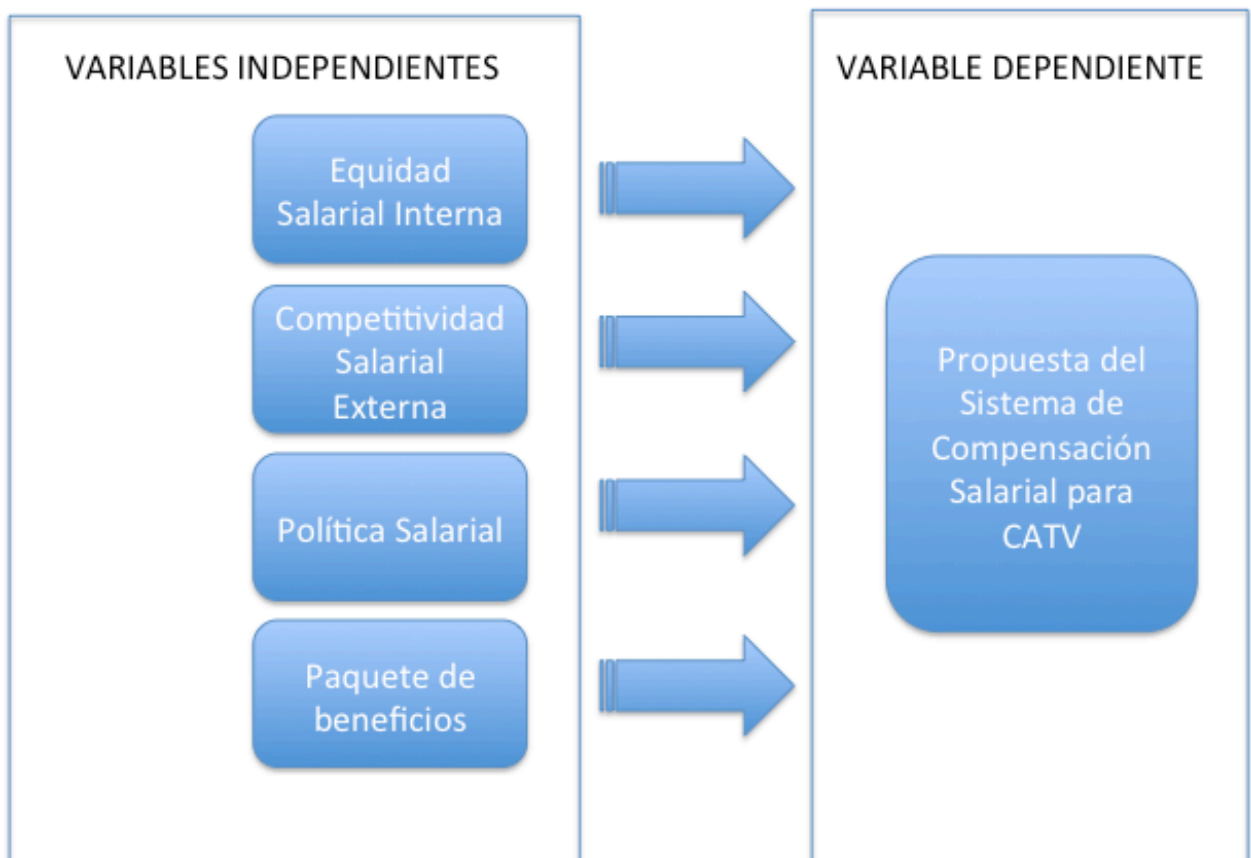 VARIABLES INDEPENDIENTES
Equidad
Salarial Interna
Competitividad
Salarial
Externa
Política Salarial
Paquete de
beneficios
VARIABLE DEPENDIENTE
Propuesta del
Sistema de
Compensación
Salarial para
CATV